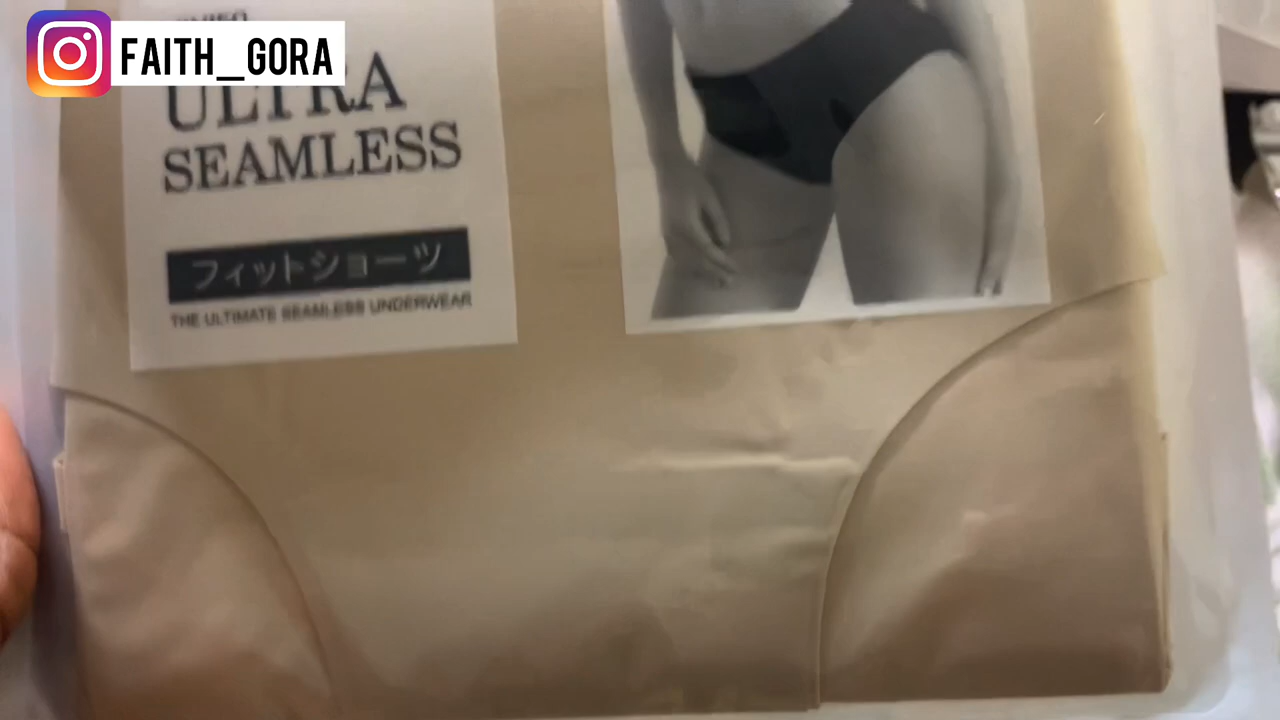 FAITH_GORA
ULTRA
SEAMLESS
フィットショーツ
THE ULTIMATE SEAMLESS UNDERWEAR